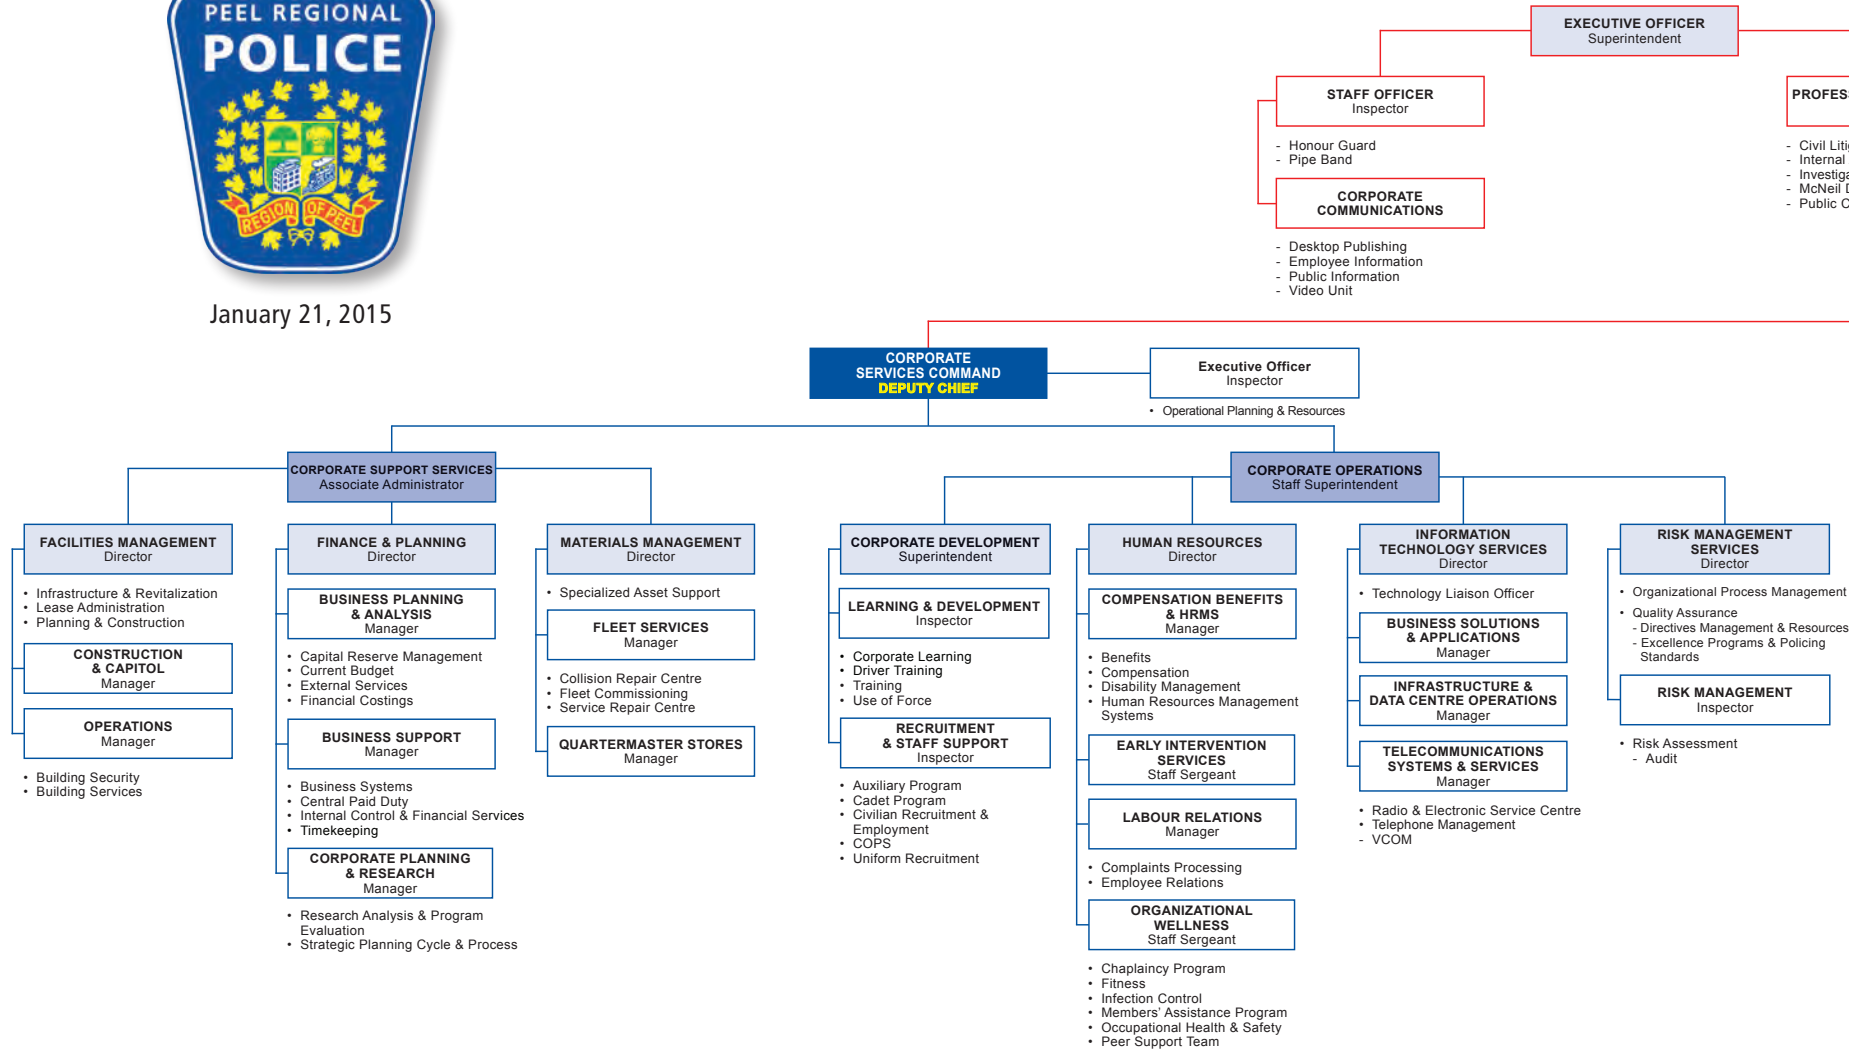 PEEL REGIONAL
POLICE
REGION OF PEEL
January 21, 2015
EXECUTIVE OFFICER
Superintendent
STAFF OFFICER
Inspector
- Honour Guard
- Pipe Band
CORPORATE
COMMUNICATIONS
- Desktop Publishing
- Employee Information
- Public Information
- Video Unit
PROFESS
- Civil Liti
- Internal
- Investiga
- McNeil D
- Public C
CORPORATE
SERVICES COMMAND
DEPUTY CHIEF
Executive Officer
Inspector
• Operational Planning & Resources
CORPORATE SUPPORT SERVICES
Associate Administrator
CORPORATE OPERATIONS
Staff Superintendent
FACILITIES MANAGEMENT
Director
• Infrastructure & Revitalization
• Lease Administration
• Planning & Construction
CONSTRUCTION
& CAPITOL
Manager
OPERATIONS
Manager
• Building Security
• Building Services
FINANCE & PLANNING
Director
BUSINESS PLANNING
& ANALYSIS
Manager
• Capital Reserve Management
• Current Budget
• External Services
• Financial Costings
BUSINESS SUPPORT
Manager
• Business Systems
• Central Paid Duty
• Internal Control & Financial Services
• Timekeeping
CORPORATE PLANNING
& RESEARCH
Manager
• Research Analysis & Program
Evaluation
• Strategic Planning Cycle & Process
MATERIALS MANAGEMENT
Director
• Specialized Asset Support
FLEET SERVICES
Manager
• Collision Repair Centre
• Fleet Commissioning
• Service Repair Centre
QUARTERMASTER STORES
Manager
CORPORATE DEVELOPMENT
Superintendent
LEARNING & DEVELOPMENT
Inspector
• Corporate Learning
• Driver Training
• Training
• Use of Force
RECRUITMENT
& STAFF SUPPORT
Inspector
• Auxiliary Program
• Cadet Program
• Civilian Recruitment &
Employment
• COPS
• Uniform Recruitment
HUMAN RESOURCES
Director
COMPENSATION BENEFITS
& HRMS
Manager
• Benefits
• Compensation
• Disability Management
• Human Resources Management
Systems
EARLY INTERVENTION
SERVICES
Staff Sergeant
LABOUR RELATIONS
Manager
• Complaints Processing
• Employee Relations
ORGANIZATIONAL
WELLNESS
Staff Sergeant
• Chaplaincy Program
• Fitness
• Infection Control
• Members' Assistance Program
• Occupational Health & Safety
• Peer Support Team
INFORMATION
TECHNOLOGY SERVICES
Director
• Technology Liaison Officer
BUSINESS SOLUTIONS
& APPLICATIONS
Manager
INFRASTRUCTURE &
DATA CENTRE OPERATIONS
Manager
TELECOMMUNICATIONS
SYSTEMS & SERVICES
Manager
• Radio & Electronic Service Centre
• Telephone Management
- VCOM
RISK MANAGEMENT
SERVICES
Director
• Organizational Process Management
• Quality Assurance
- Directives Management & Resources
- Excellence Programs & Policing
Standards
RISK MANAGEMENT
Inspector
• Risk Assessment
- Audit